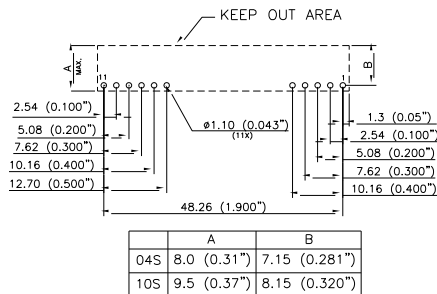 KEEP OUT AREA
A MAX.
B
11
1
2.54 (0.100")
5.08 (0.200")
7.62 (0.300")
10.16 (0.400")
12.70 (0.500")
ø1.10 (0.043")
(11X)
1.3 (0.05")
2.54 (0.100")
5.08 (0.200")
7.62 (0.300")
10.16 (0.400")
48.26 (1.900")
A B
04S 8.0 (0.31") 7.15 (0.281")
10S 9.5 (0.37") 8.15 (0.320")